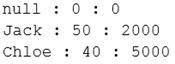 null : 0 : 0
Jack : 50 : 2000
Chloe : 40 : 5000